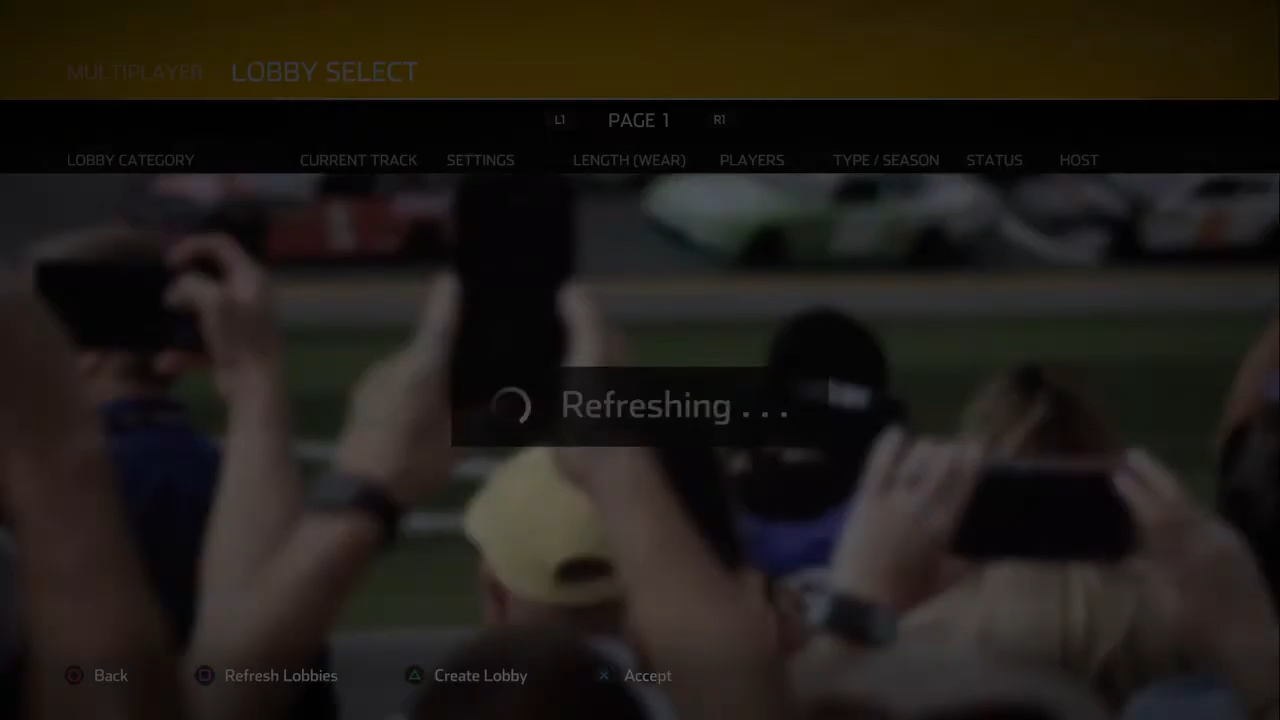 MULTIPLAYER LOBBY SELECT
L1 PAGE 1 R1
LOBBY CATEGORY CURRENT TRACK SETTINGS LENGTH (WEAR) PLAYERS TYPE / SEASON STATUS HOST
Refreshing . . .
Back Refresh Lobbies Create Lobby Accept